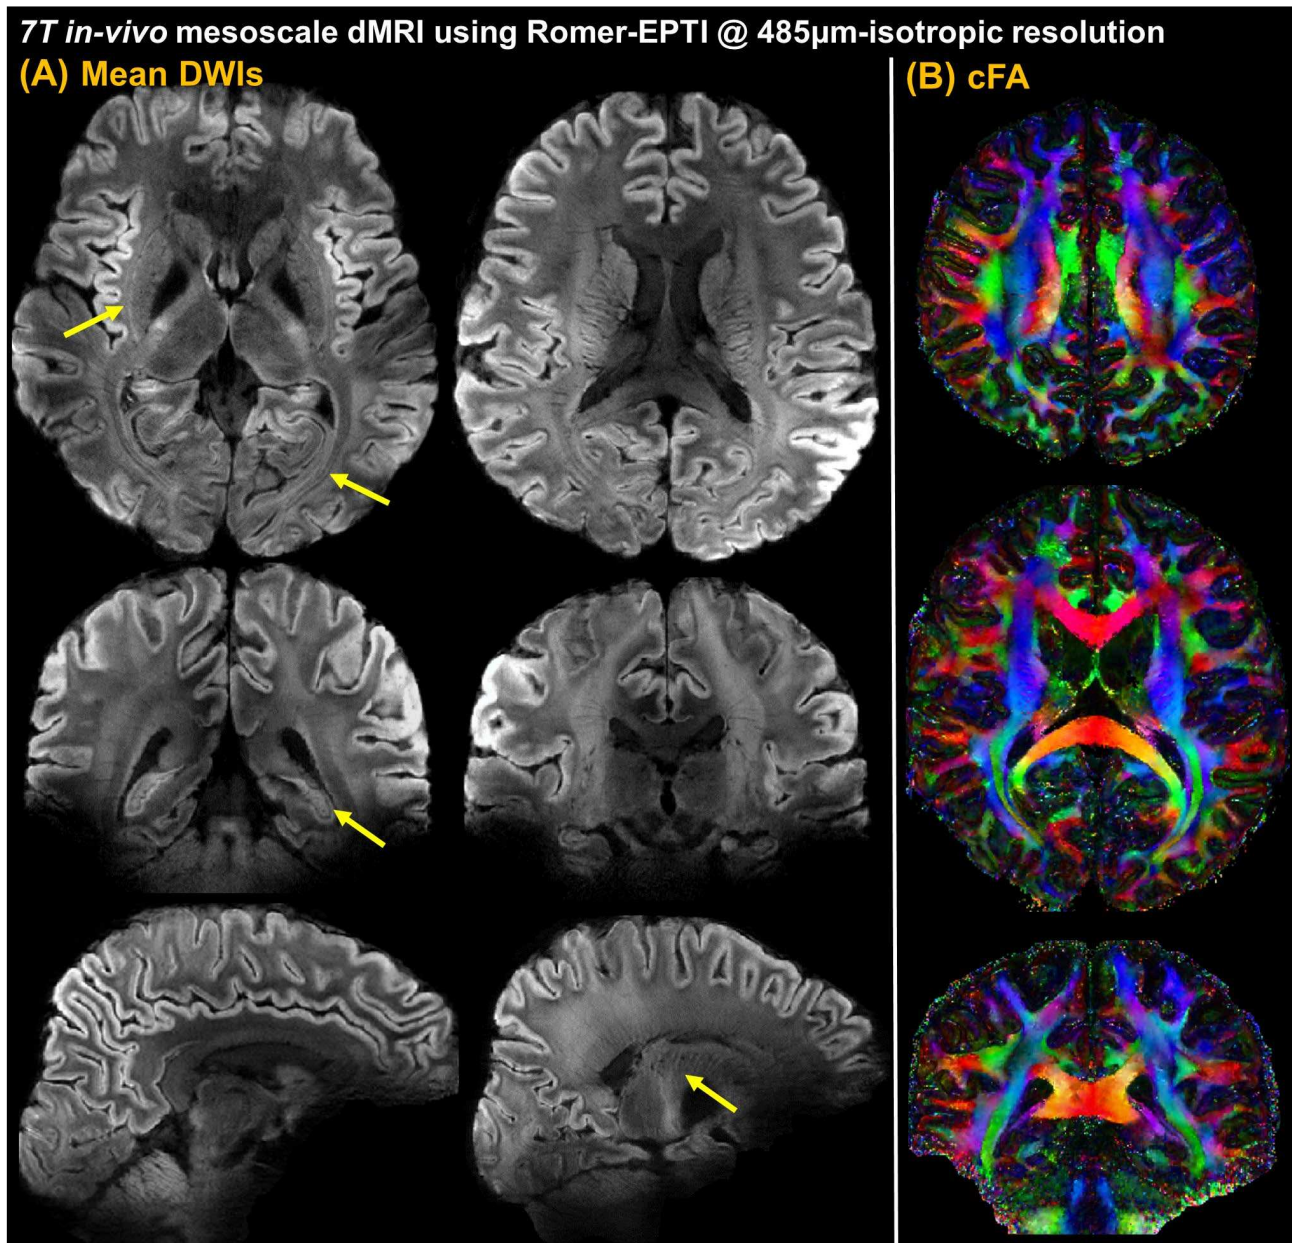 7T in-vivo mesoscale dMRI using Romer-EPTI @ 485µm-isotropic resolution
(A) Mean DWIs
(B) cFA